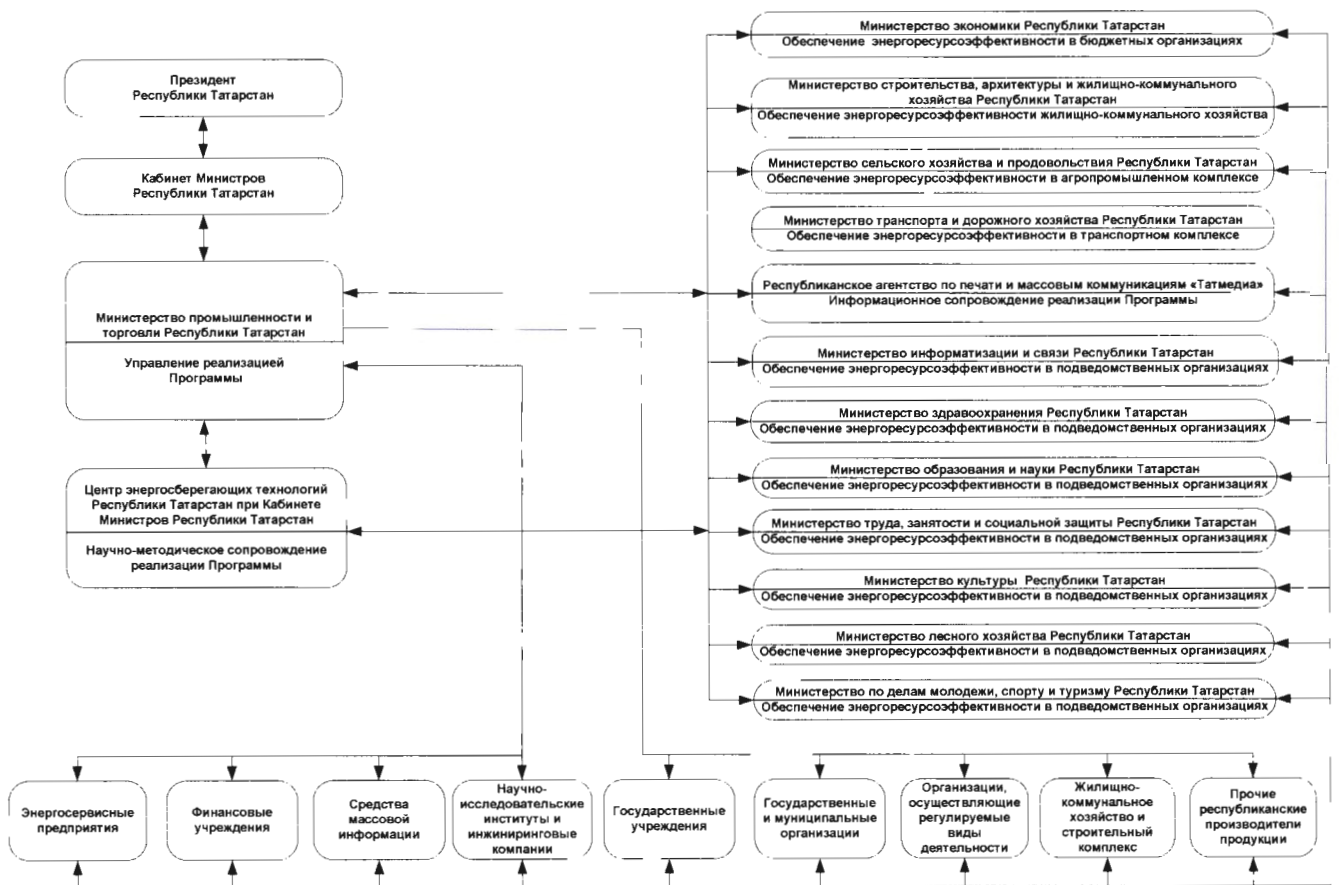 Президент
Республики Татарстан
Кабинет Министров
Республики Татарстан
Министерство промышленности и
торговли Республики Татарстан
Управление реализацией
Программы
Центр энергосберегающих технологий
Республики Татарстан при Кабинете
Министров Республики Татарстан
Научно-методическое сопровождение
реализации Программы
Министерство экономики Республики Татарстан
Обеспечение энергоресурсоэффективности в бюджетных организациях
Министерство строительства, архитектуры и жилищно-коммунального
хозяйства Республики Татарстан
Обеспечение энергоресурсоэффективности жилищно-коммунального хозяйства
Министерство сельского хозяйства и продовольствия Республики Татарстан
Обеспечение энергоресурсоэффективности в агропромышленном комплексе
Министерство транспорта и дорожного хозяйства Республики Татарстан
Обеспечение энергоресурсоэффективности в транспортном комплексе
Республиканское агентство по печати и массовым коммуникациям «Татмедиа»
Информационное сопровождение реализации Программы
Министерство информатизации и связи Республики Татарстан
Обеспечение энергоресурсоэффективности в подведомственных организациях
Министерство здравоохранения Республики Татарстан
Обеспечение энергоресурсоэффективности в подведомственных организациях
Министерство образования и науки Республики Татарстан
Обеспечение энергоресурсоэффективности в подведомственных организациях
Министерство труда, занятости и социальной защиты Республики Татарстан
Обеспечение энергоресурсоэффективности в подведомственных организациях
Министерство культуры Республики Татарстан
Обеспечение энергоресурсоэффективности в подведомственных организациях
Министерство лесного хозяйства Республики Татарстан
Обеспечение энергоресурсоэффективности в подведомственных организациях
Министерство по делам молодежи, спорту и туризму Республики Татарстан
Обеспечение энергоресурсоэффективности в подведомственных организациях
Энергосервисные
предприятия
Финансовые
учреждения
Средства
массовой
информации
Научно-
исследовательские
институты и
инжиниринговые
компании
Государственные
учреждения
Государственные
и муниципальные
организации
Организации,
осуществляющие
регулируемые
виды
деятельности
Жилищно-
коммунальное
хозяйство и
строительный
комплекс
Прочие
республиканские
производители
продукции